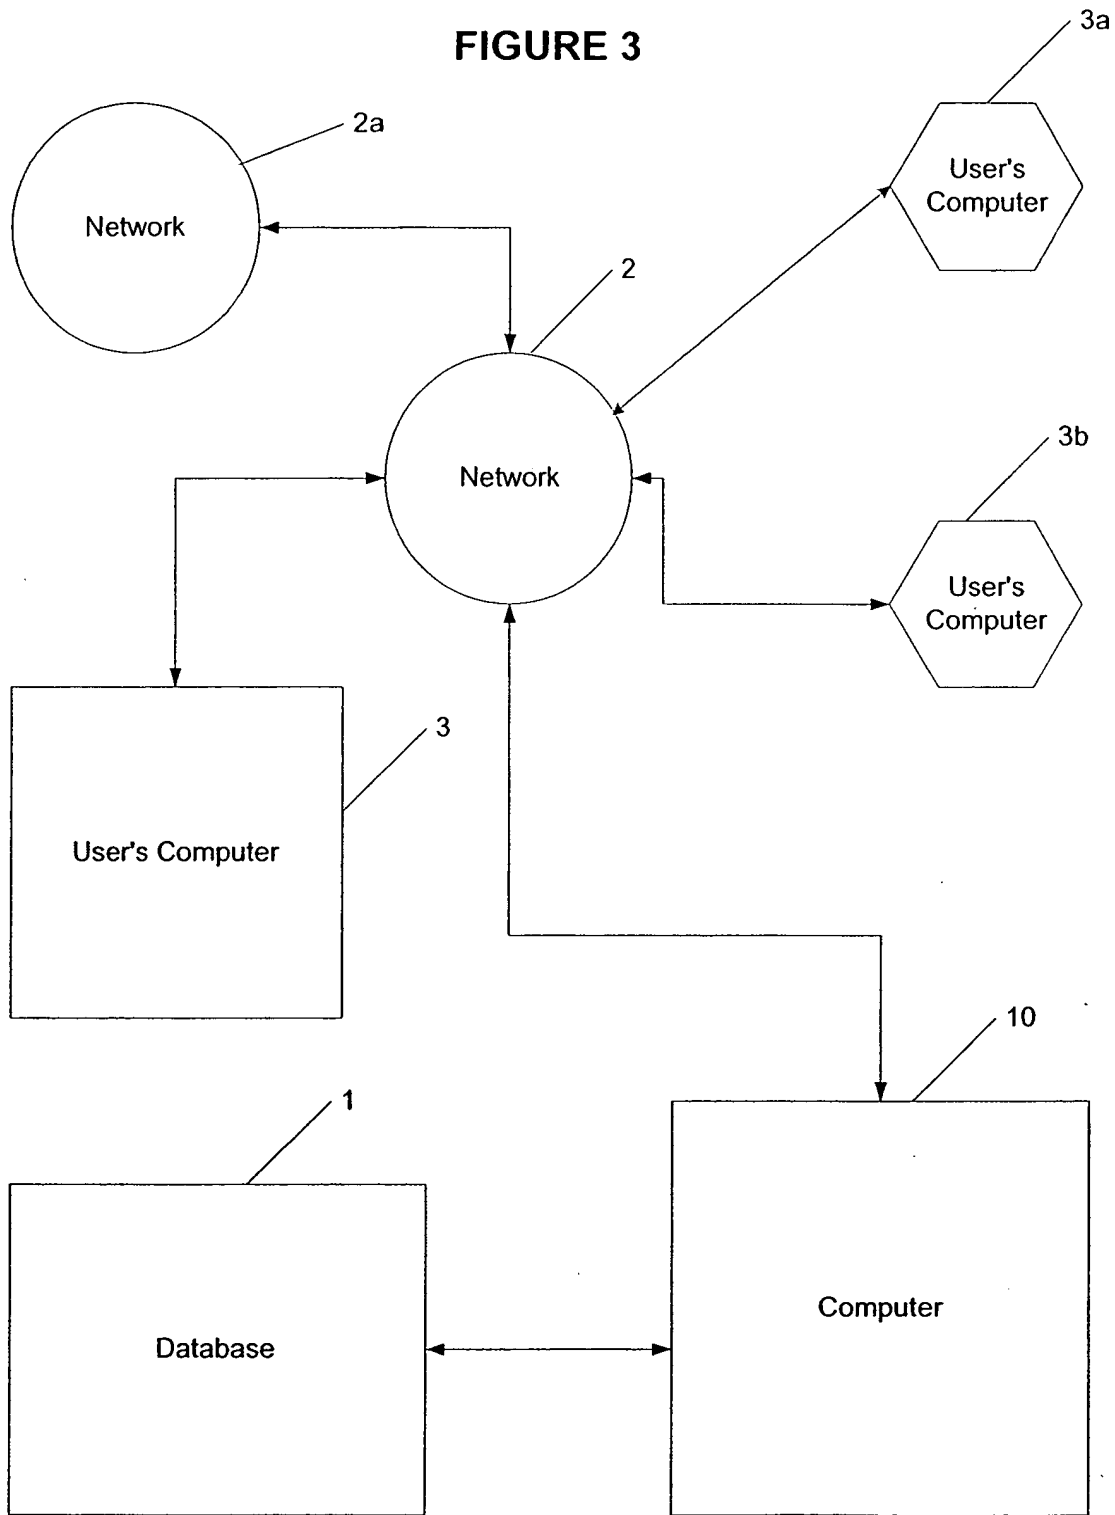 FIGURE 3
3a
2a
User's
Computer
Network
2
3b
Network
User's
Computer
3
User's Computer
10
1
Computer
Database